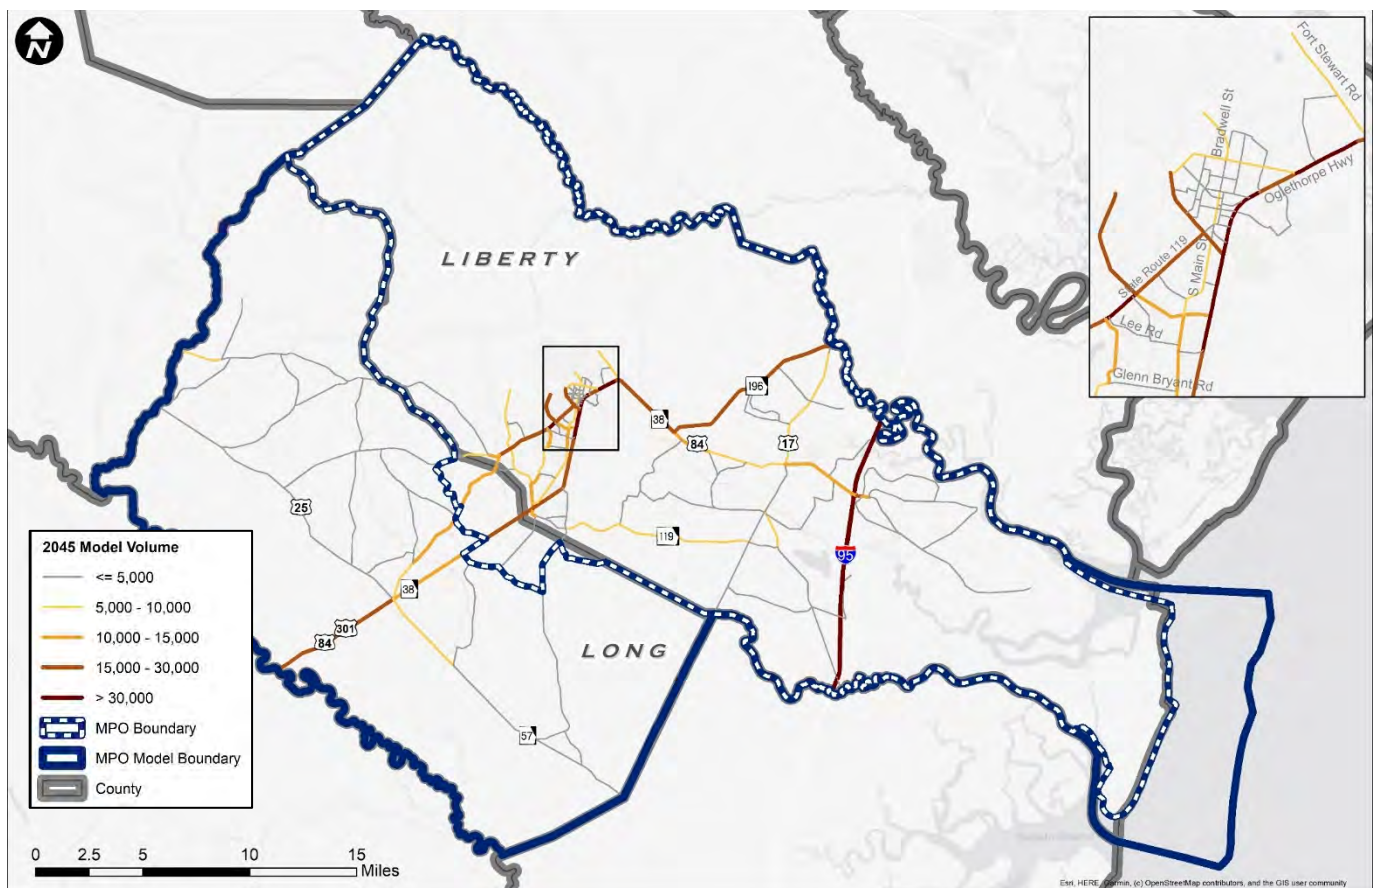 N
LIBERTY
LONG
Fort Stewart Rd
Bradwell St
Oglethorpe Hwy
State Route 119
S Main St
Lee Rd
Glenn Bryant Rd
196
38
84
17
25
119
95
38
301
84
57
2045 Model Volume
<= 5,000
5,000 - 10,000
10,000 - 15,000
15,000 - 30,000
> 30,000
MPO Boundary
MPO Model Boundary
County
0 2.5 5 10 15
Miles
Esri, HERE, Garmin, (c) OpenStreetMap contributors, and the GIS user community